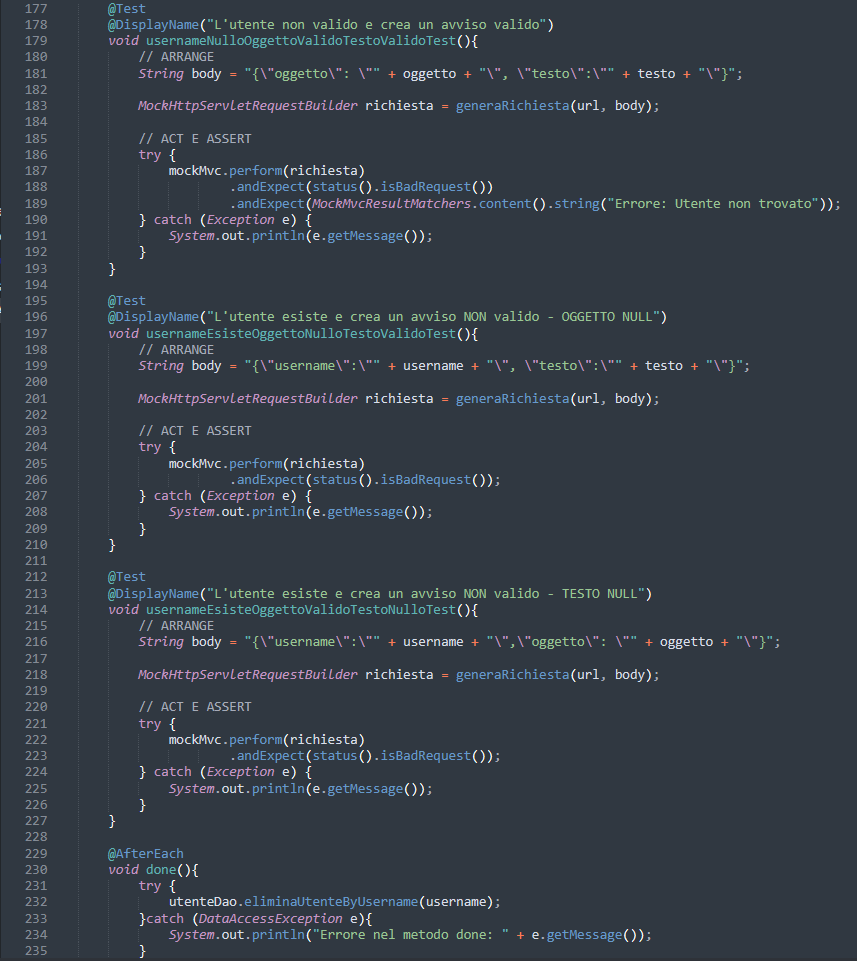 177 @Test
178 @DisplayName("L'utente non valido e crea un avviso valido")
179 void usernameNulloOggettoValidoTestoValidoTest(){
180 // ARRANGE
181 String body = "{\"oggetto\": \"" + oggetto + "\", \"testo\":\"" + testo + "\"}";
182
183 MockHttpServletRequestBuilder richiesta = generaRichiesta(url, body);
184
185 // ACT E ASSERT
186 try {
187 mockMvc.perform(richiesta)
188 .andExpect(status().isBadRequest())
189 .andExpect(MockMvcResultMatchers.content().string("Errore: Utente non trovato"));
190 } catch (Exception e) {
191 System.out.println(e.getMessage());
192 }
193 }
194
195 @Test
196 @DisplayName("L'utente esiste e crea un avviso NON valido - OGGETTO NULL")
197 void usernameEsisteOggettoNulloTestoValidoTest(){
198 // ARRANGE
199 String body = "{\"username\":\"" + username + "\", \"testo\":\"" + testo + "\"}";
200
201 MockHttpServletRequestBuilder richiesta = generaRichiesta(url, body);
202
203 // ACT E ASSERT
204 try {
205 mockMvc.perform(richiesta)
206 .andExpect(status().isBadRequest());
207 } catch (Exception e) {
208 System.out.println(e.getMessage());
209 }
210 }
211
212 @Test
213 @DisplayName("L'utente esiste e crea un avviso NON valido - TESTO NULL")
214 void usernameEsisteOggettoValidoTestoNulloTest(){
215 // ARRANGE
216 String body = "{\"username\":\"" + username + "\",\"oggetto\": \"" + oggetto + "\"}";
217
218 MockHttpServletRequestBuilder richiesta = generaRichiesta(url, body);
219
220 // ACT E ASSERT
221 try {
222 mockMvc.perform(richiesta)
223 .andExpect(status().isBadRequest());
224 } catch (Exception e) {
225 System.out.println(e.getMessage());
226 }
227 }
228
229 @AfterEach
230 void done(){
231 try {
232 utenteDao.eliminaUtenteByUsername(username);
233 }catch (DataAccessException e){
234 System.out.println("Errore nel metodo done: " + e.getMessage());
235 }